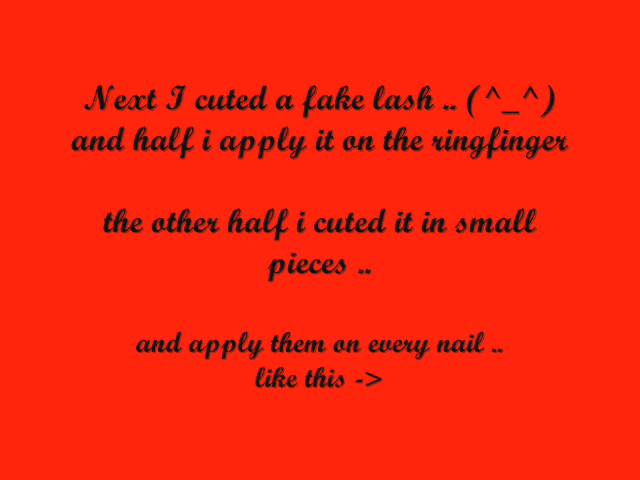 Next I cuted a fake lash .. (^_^)
and half i apply it on the ringfinger
the other half i cuted it in small
pieces ..
and apply them on every nail ..
like this ->